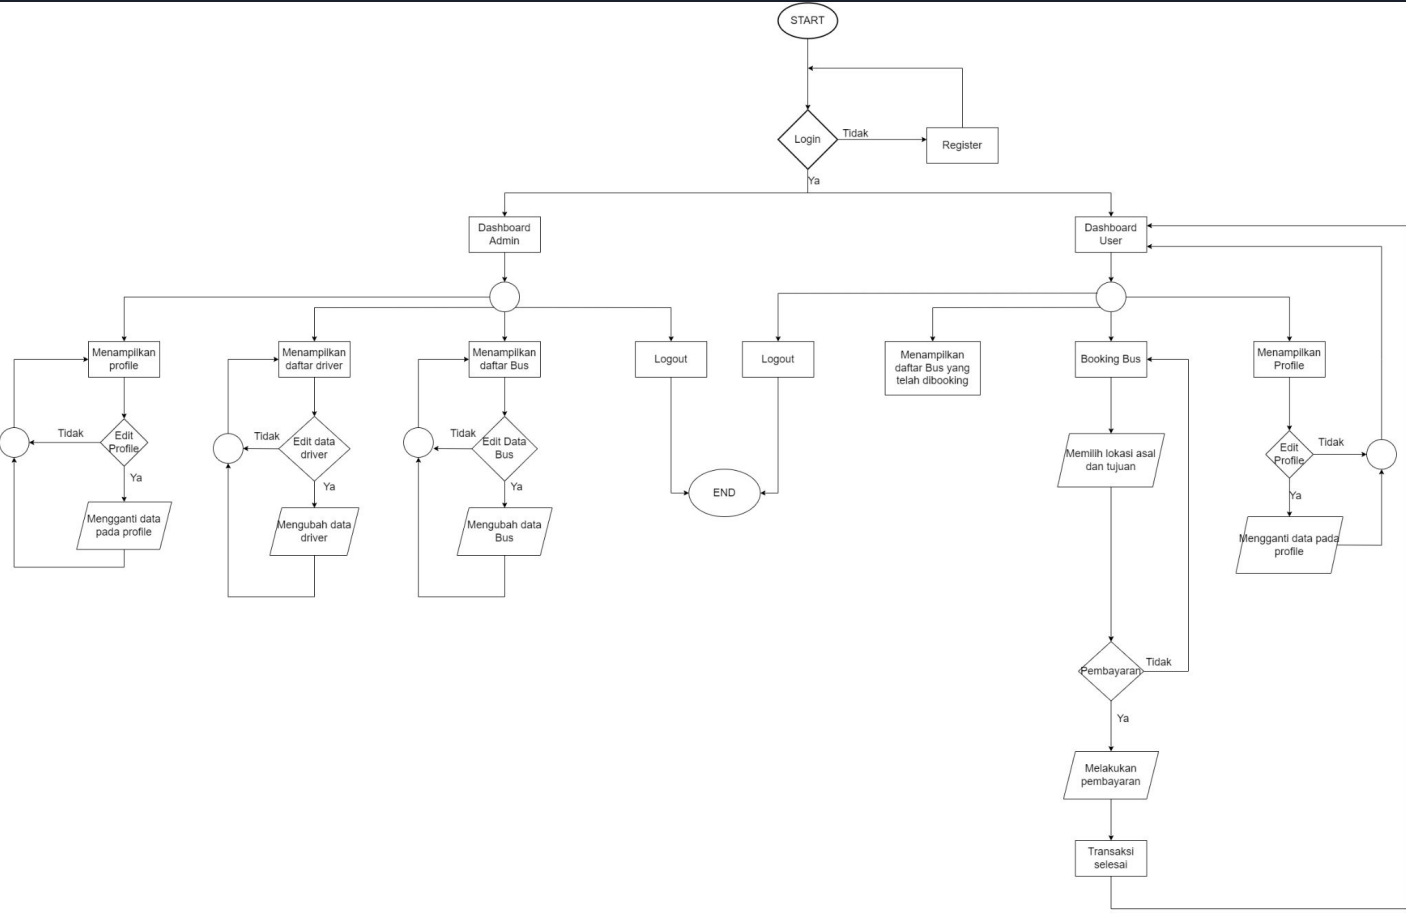 START
Login
Tidak
Register
Ya
Dashboard
Admin
Dashboard
User
Menampilkan
profile
Menampilkan
daftar driver
Menampilkan
daftar Bus
Logout
Logout
Menampilkan
daftar Bus yang
telah dibooking
Booking Bus
Menampilkan
Profile
Tidak
Edit
Profile
Ya
Tidak
Edit data
driver
Ya
Tidak
Edit Data
Bus
Ya
END
Memilih lokasi asal
dan tujuan
Edit
Profile
Tidak
Ya
Mengganti data
pada profile
Mengubah data
driver
Mengubah data
Bus
Mengganti data pada
profile
Pembayaran
Tidak
Ya
Melakukan
pembayaran
Transaksi
selesai